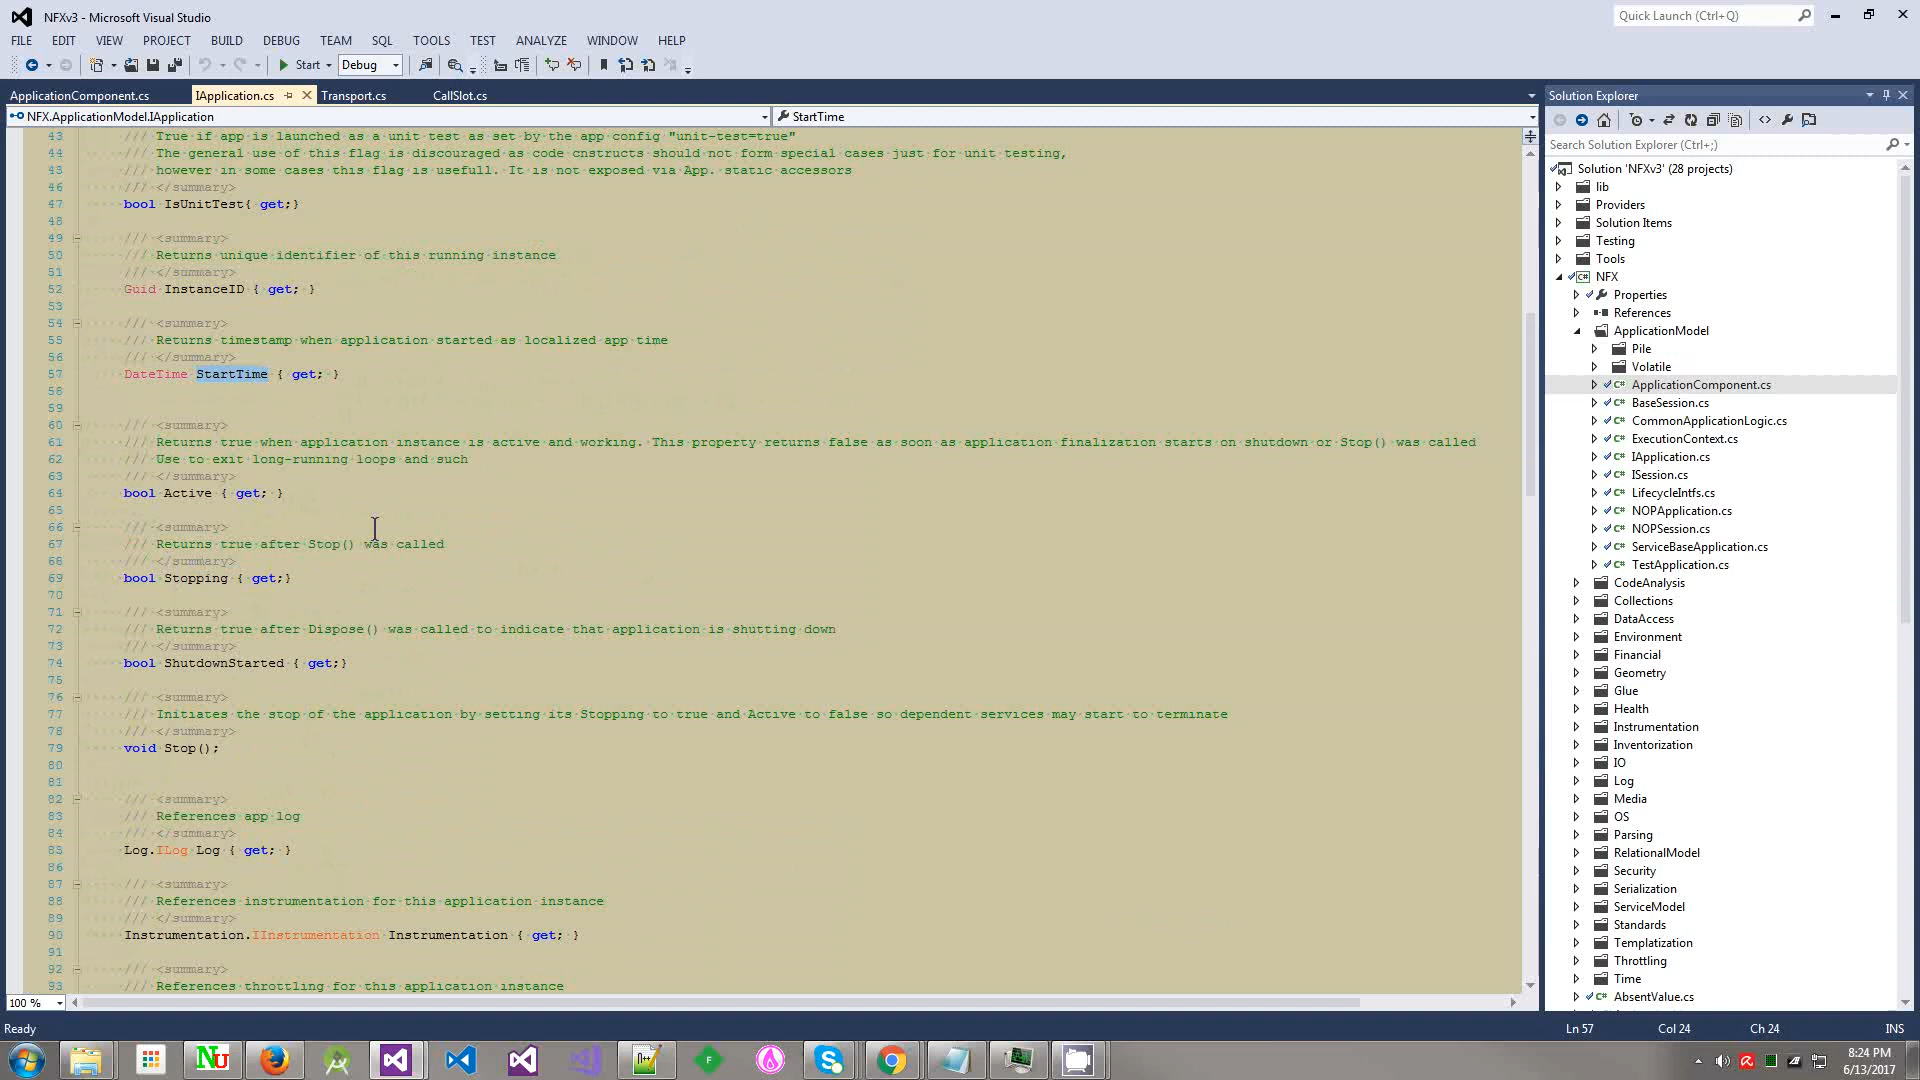 NFXv3 - Microsoft Visual Studio
Quick Launch (Ctrl+Q)
FILE EDIT VIEW PROJECT BUILD DEBUG TEAM SQL TOOLS TEST ANALYZE WINDOW HELP
Start Debug
ApplicationComponent.cs IApplication.cs Transport.cs CallSlot.cs
NFX.ApplicationModel.IApplication StartTime
43 /// True if app is launched as a unit test as set by the app config "unit-test=true"
44 /// The general use of this flag is discouraged as code cnstructs should not form special cases just for unit testing,
45 /// however in some cases this flag is usefull. It is not exposed via App. static accessors
46 /// </summary>
47 bool IsUnitTest{ get;}
48
49 /// <summary>
50 /// Returns unique identifier of this running instance
51 /// </summary>
52 Guid InstanceID { get; }
53
54 /// <summary>
55 /// Returns timestamp when application started as localized app time
56 /// </summary>
57 DateTime StartTime { get; }
58
59
60 /// <summary>
61 /// Returns true when application instance is active and working. This property returns false as soon as application finalization starts on shutdown or Stop() was called
62 /// Use to exit long-running loops and such
63 /// </summary>
64 bool Active { get; }
65
66 /// <summary>
67 /// Returns true after Stop() was called
68 /// </summary>
69 bool Stopping { get;}
70
71 /// <summary>
72 /// Returns true after Dispose() was called to indicate that application is shutting down
73 /// </summary>
74 bool ShutdownStarted { get;}
75
76 /// <summary>
77 /// Initiates the stop of the application by setting its Stopping to true and Active to false so dependent services may start to terminate
78 /// </summary>
79 void Stop();
80
81
82 /// <summary>
83 /// References app log
84 /// </summary>
85 Log.ILog Log { get; }
86
87 /// <summary>
88 /// References instrumentation for this application instance
89 /// </summary>
90 Instrumentation.IInstrumentation Instrumentation { get; }
91
92 /// <summary>
93 /// References throttling for this application instance
100 %
Solution Explorer
Search Solution Explorer (Ctrl+;)
Solution 'NFXv3' (28 projects)
lib
Providers
Solution Items
Testing
Tools
C# NFX
Properties
References
ApplicationModel
Pile
Volatile
C# ApplicationComponent.cs
C# BaseSession.cs
C# CommonApplicationLogic.cs
C# ExecutionContext.cs
C# IApplication.cs
C# ISession.cs
C# LifecycleIntfs.cs
C# NOPApplication.cs
C# NOPSession.cs
C# ServiceBaseApplication.cs
C# TestApplication.cs
CodeAnalysis
Collections
DataAccess
Environment
Financial
Geometry
Glue
Health
Instrumentation
Inventorization
IO
Log
Media
OS
Parsing
RelationalModel
Security
Serialization
ServiceModel
Standards
Templatization
Throttling
Time
C# AbsentValue.cs
Ready Ln 57 Col 24 Ch 24 INS
Nu
n++
F
8:24 PM
6/13/2017